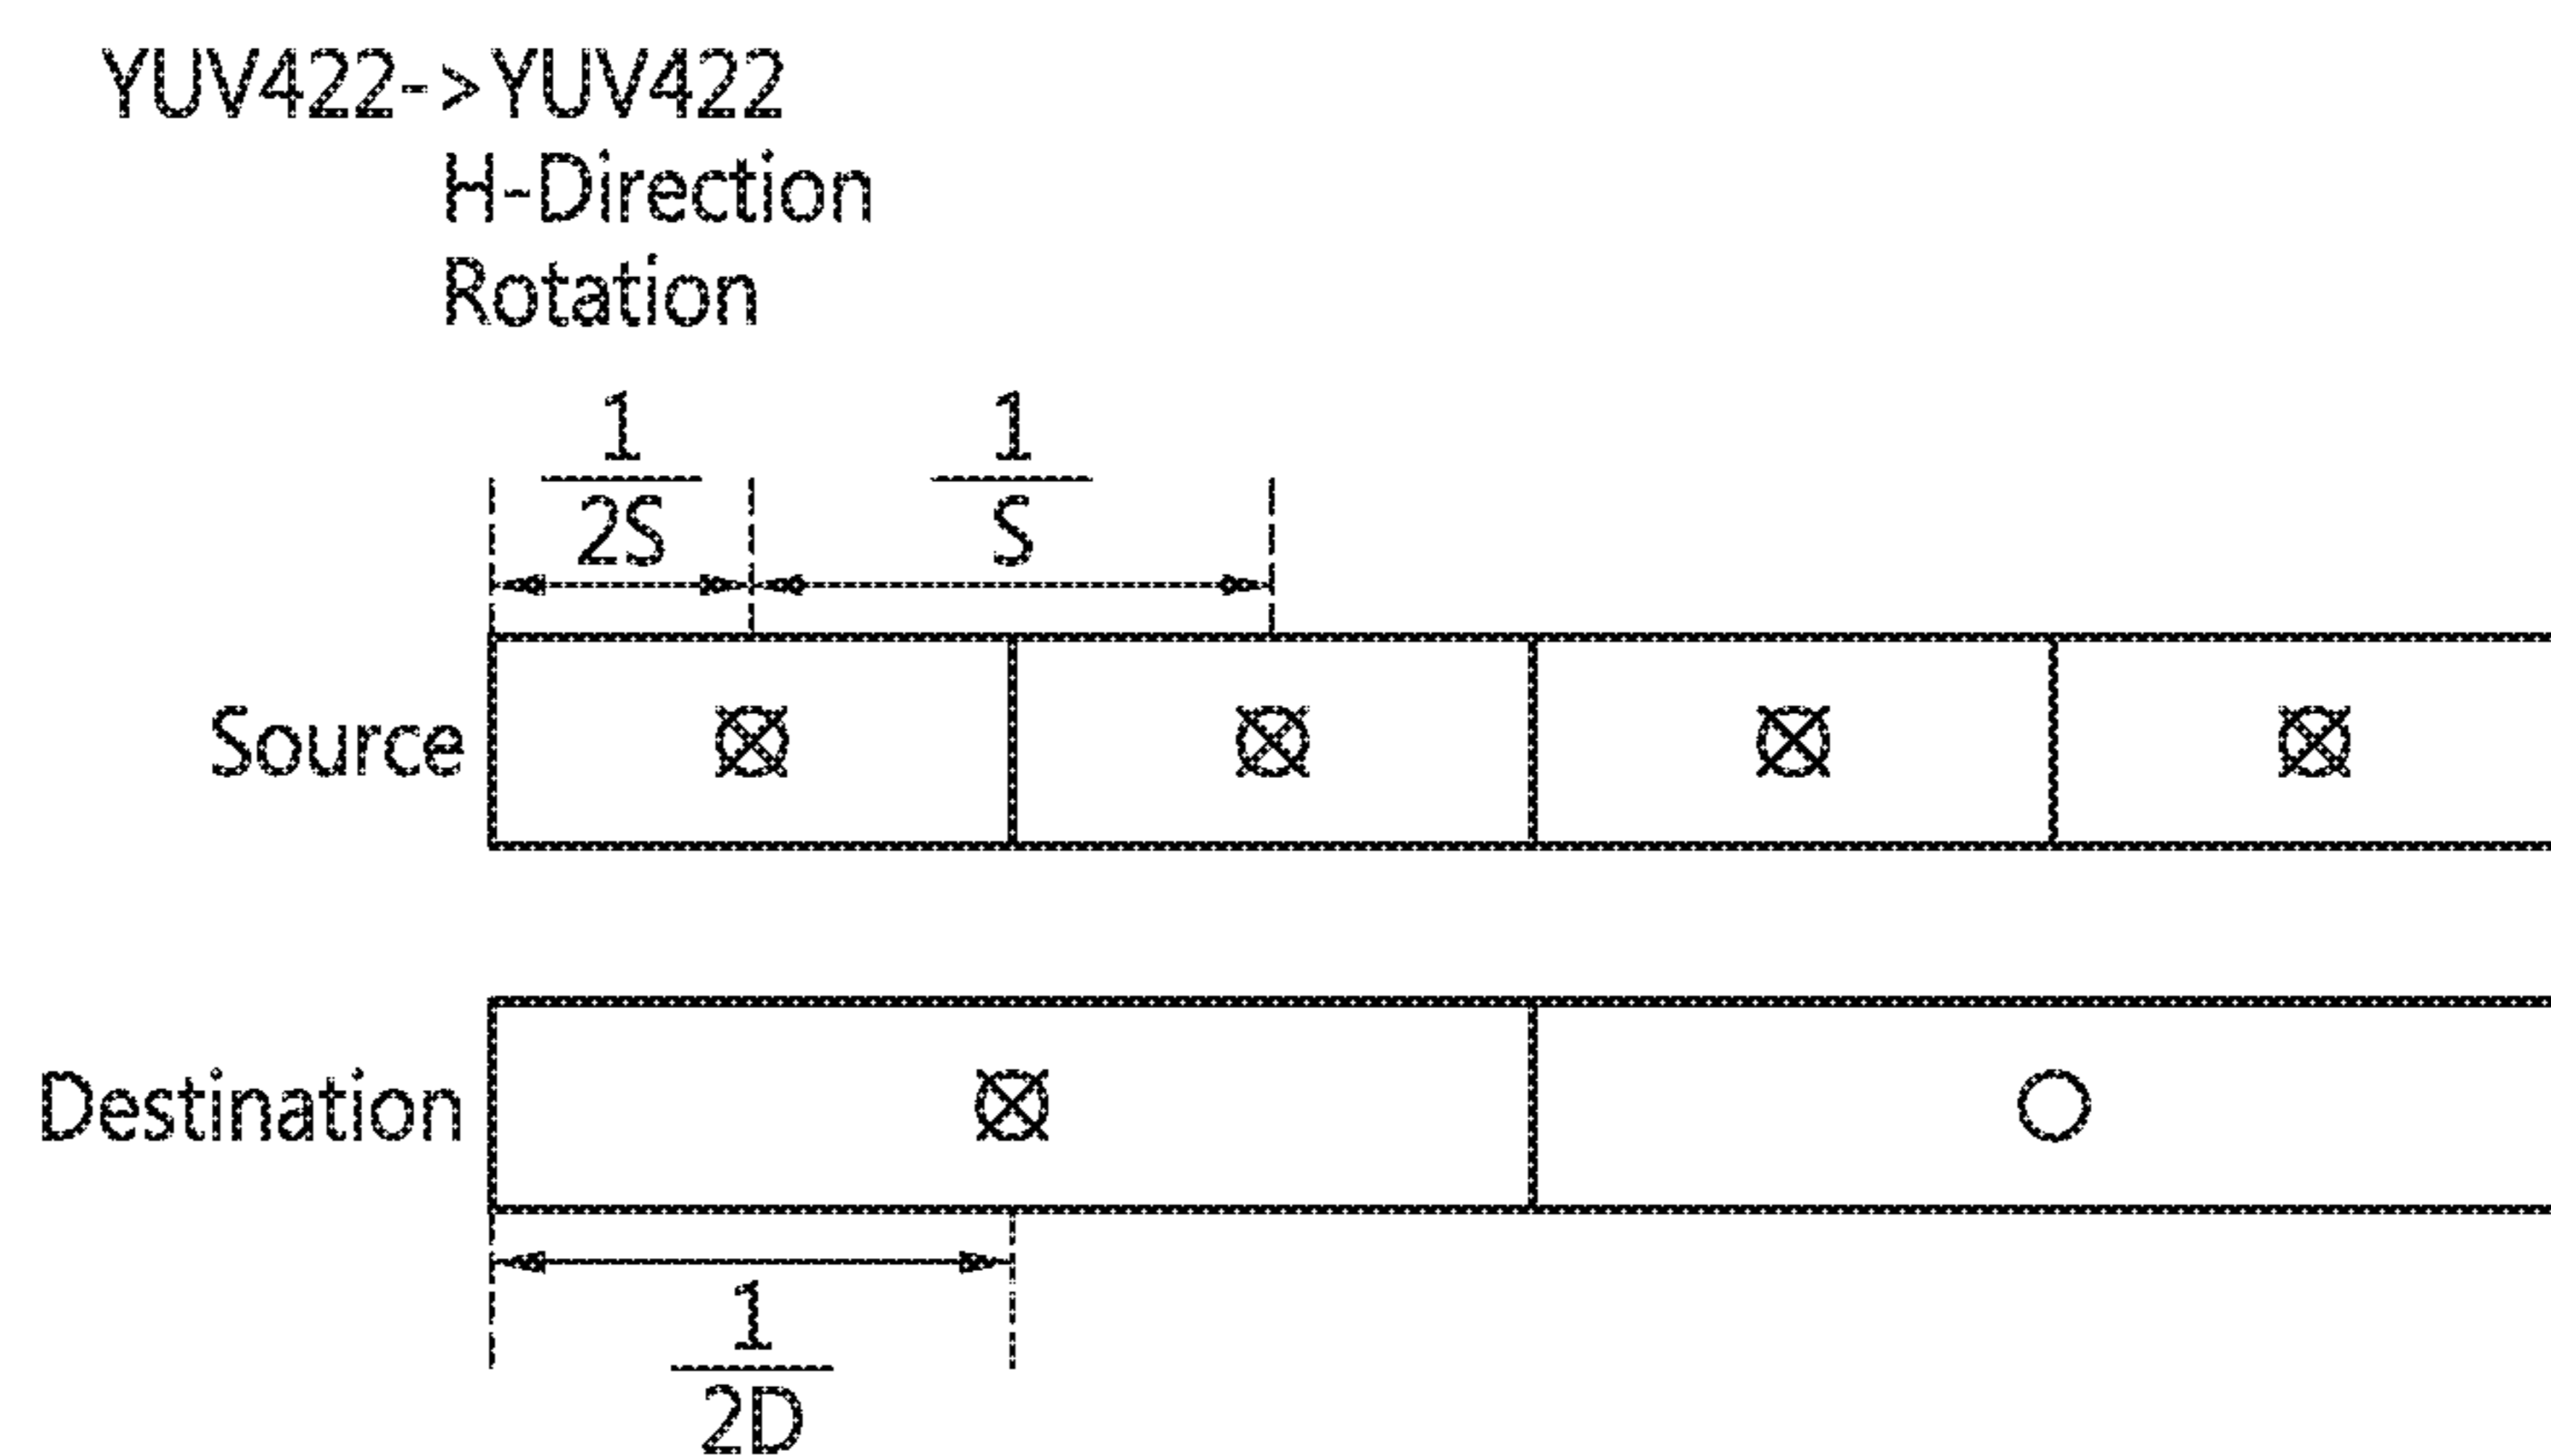 YUV422->YUV422
H-Direction
Rotation
1 1
2S S
Source
Destination
1
2D